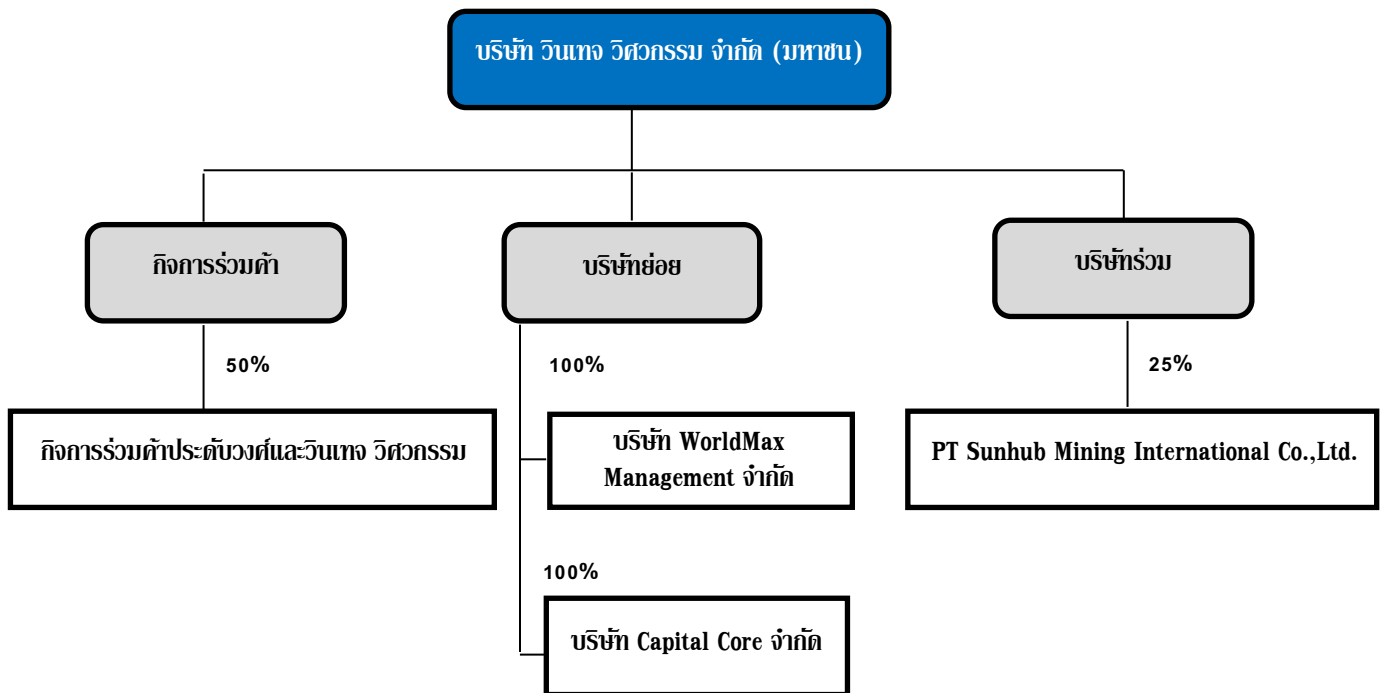 บริษัท วินเทจ วิศวกรรม จำกัด (มหาชน)
กิจการร่วมค้า
บริษัทย่อย
บริษัทร่วม
50%
100%
25%
กิจการร่วมค้าประดับวงศ์และวินเทจ วิศวกรรม
บริษัท WorldMax
Management จำกัด
PT Sunhub Mining International Co.,Ltd.
100%
บริษัท Capital Core จำกัด